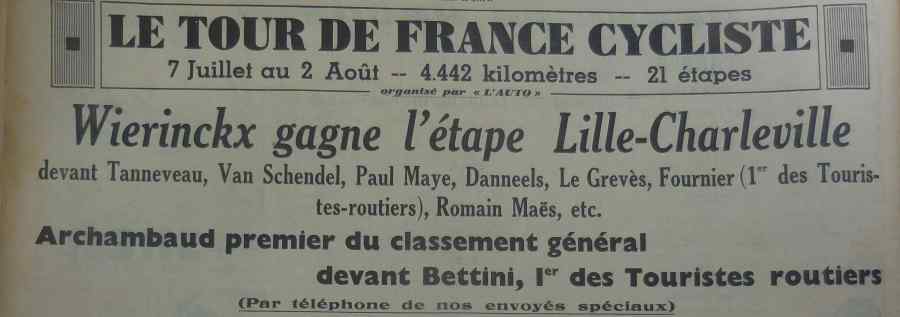 LE TOUR DE FRANCE CYCLISTE
7 Juillet au 2 Août -- 4.442 kilomètres -- 21 étapes
organisé par « L'AUTO »
Wierinckx gagne l'étape Lille-Charleville
devant Tanneveau, Van Schendel, Paul Maye, Danneels, Le Grevès, Fournier (1er des Touris-
tes-routiers), Romain Maës, etc.
Archambaud premier du classement général
devant Bettini, 1er des Touristes routiers
(Par téléphone de nos envoyés spéciaux)